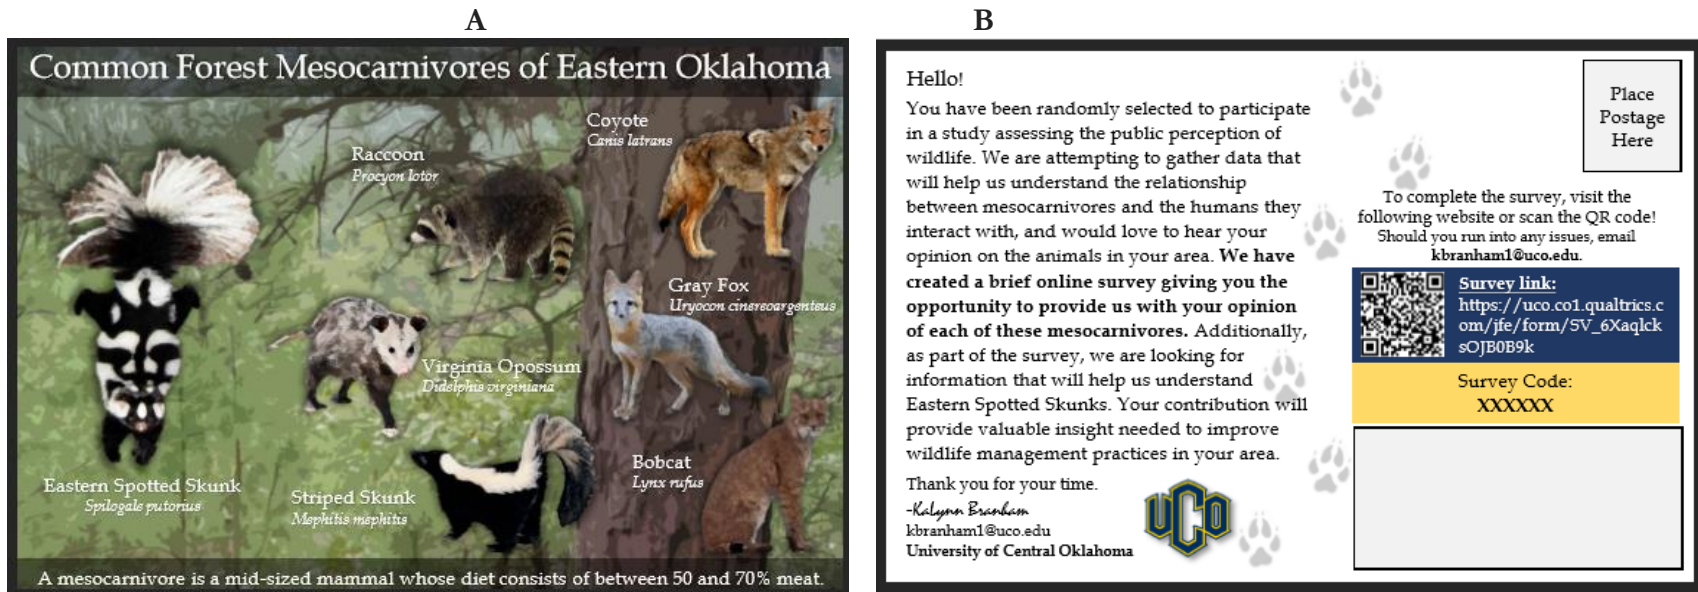 A
Common Forest Mesocarnivores of Eastern Oklahoma
Coyote
Canis latrans
Raccoon
Procyon lotor
Gray Fox
Uryocon cinereoargenteus
Virginia Opossum
Didelphis virginiana
Bobcat
Lynx rufus
Eastern Spotted Skunk
Spilogale putorius
Striped Skunk
Mephitis mephitis
A mesocarnivore is a mid-sized mammal whose diet consists of between 50 and 70% meat.
B
Hello!
You have been randomly selected to participate
in a study assessing the public perception of
wildlife. We are attempting to gather data that
will help us understand the relationship
between mesocarnivores and the humans they
interact with, and would love to hear your
opinion on the animals in your area. We have
created a brief online survey giving you the
opportunity to provide us with your opinion
of each of these mesocarnivores. Additionally,
as part of the survey, we are looking for
information that will help us understand
Eastern Spotted Skunks. Your contribution will
provide valuable insight needed to improve
wildlife management practices in your area.
Thank you for your time.
-KaLynn Branham
kbranham1@uco.edu
University of Central Oklahoma
UCO
Place
Postage
Here
To complete the survey, visit the
following website or scan the QR code!
Should you run into any issues, email
kbranham1@uco.edu.
Survey link:
https://uco.co1.qualtrics.c
om/jfe/form/SV_6Xaqlck
sOJB0B9k
Survey Code:
XXXXXX